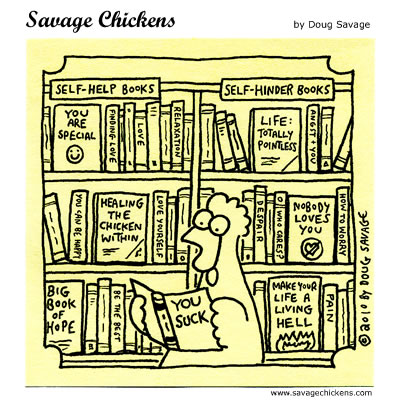 Savage Chickens
by Doug Savage
SELF-HELP BOOKS
SELF-HINDER BOOKS
YOU
ARE
SPECIAL
FINDING LOVE
LOVE
RELAXATION
LIFE:
TOTALLY
POINTLESS
ANGST + YOU
YOU CAN BE HAPPY
HEALING
THE
CHICKEN
WITHIN
LOVE YOURSELF
DESPAIR
WHO CARES?
NOBODY
LOVES
YOU
HOW TO WORRY
BIG
BOOK
OF
HOPE
BE THE BEST
YOU
SUCK
MAKE YOUR
LIFE A
LIVING
HELL
PAIN
© 2010 BY DOUG SAVAGE
www.savagechickens.com